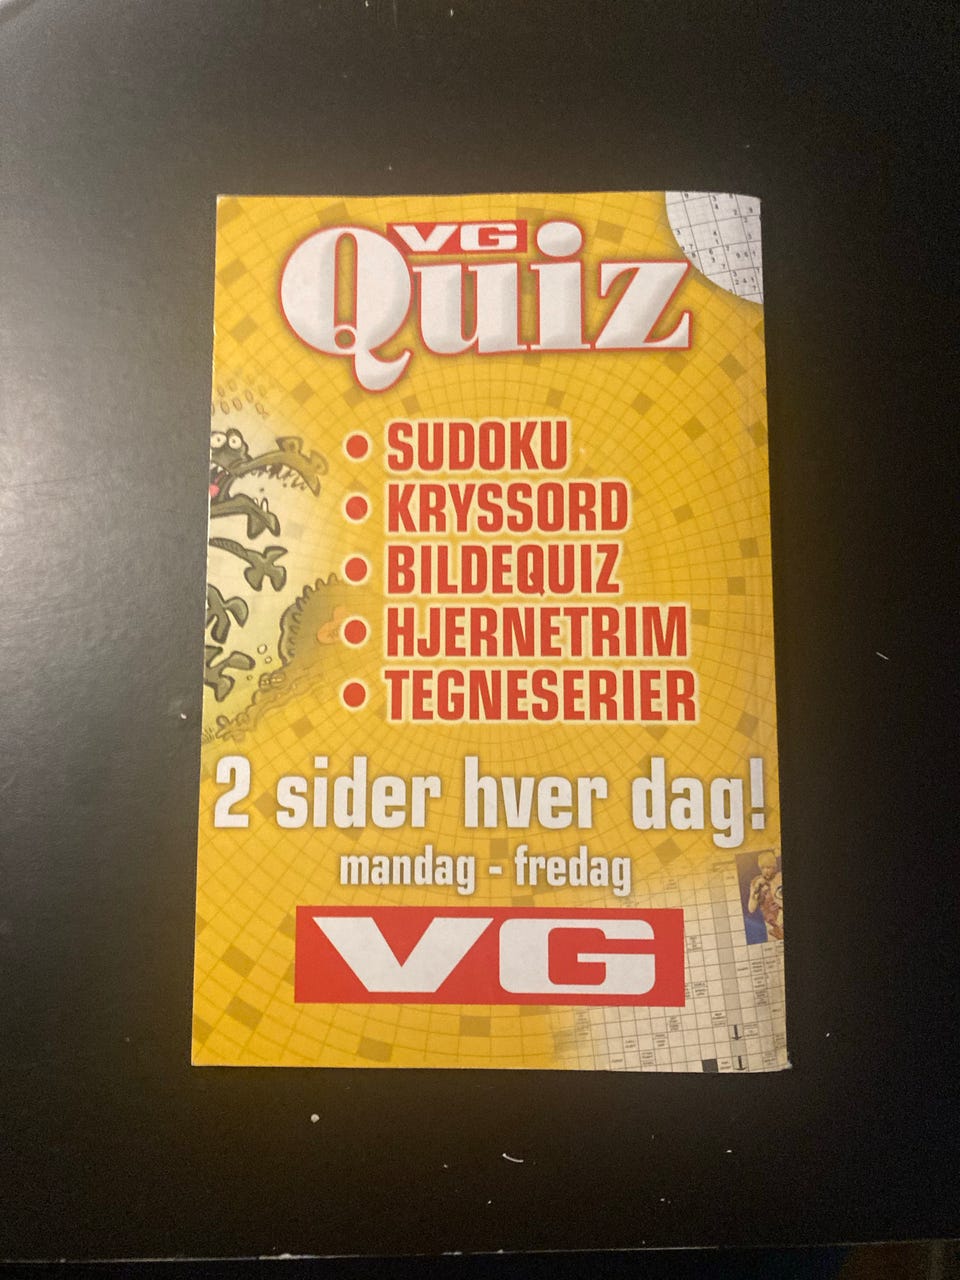 VG
Quiz
• SUDOKU
• KRYSSORD
• BILDEQUIZ
• HJERNETRIM
• TEGNESERIER
2 sider hver dag!
mandag - fredag
VG